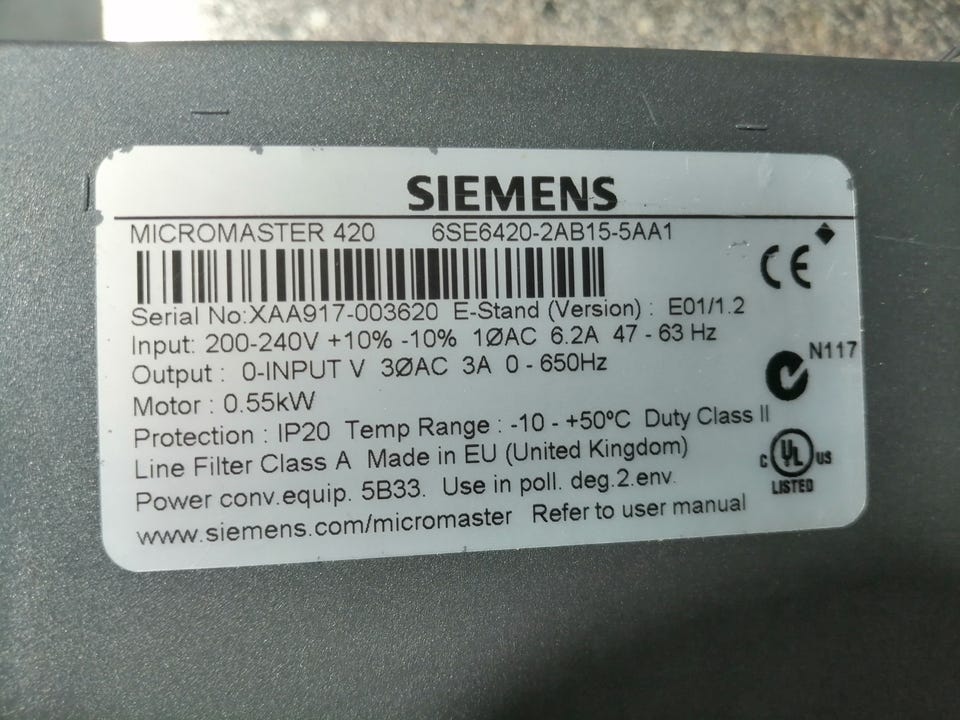 SIEMENS
MICROMASTER 420 6SE6420-2AB15-5AA1
CE
Serial No:XAA917-003620 E-Stand (Version) : E01/1.2
Input: 200-240V +10% -10% 1ØAC 6.2A 47 - 63 Hz
N117
Output : 0-INPUT V 3ØAC 3A 0 - 650Hz
Motor : 0.55kW
Protection : IP20 Temp Range : -10 - +50ºC Duty Class II
Line Filter Class A Made in EU (United Kingdom)
C UL US
LISTED
Power conv.equip. 5B33. Use in poll. deg.2.env.
www.siemens.com/micromaster Refer to user manual